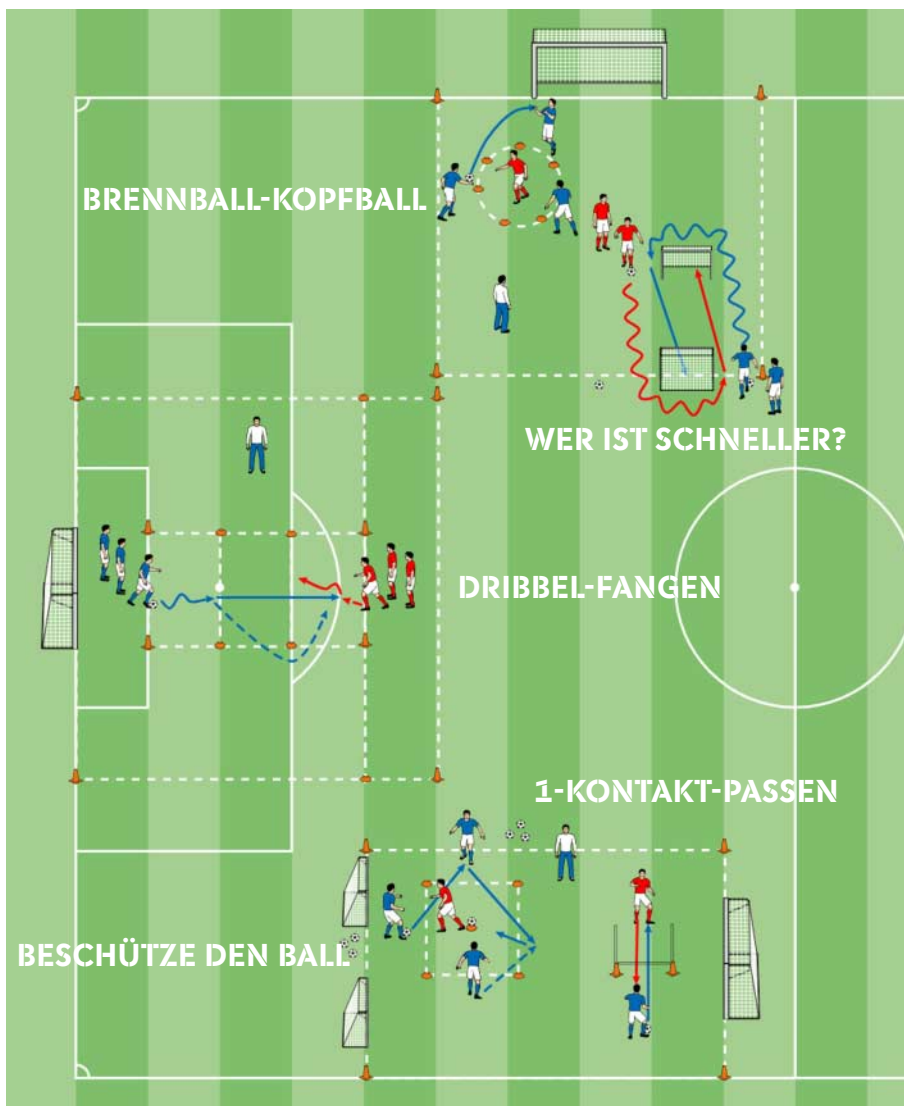 BRENNBALL-KOPFBALL
WER IST SCHNELLER?
DRIBBEL-FANGEN
1-KONTAKT-PASSEN
BESCHÜTZE DEN BALL